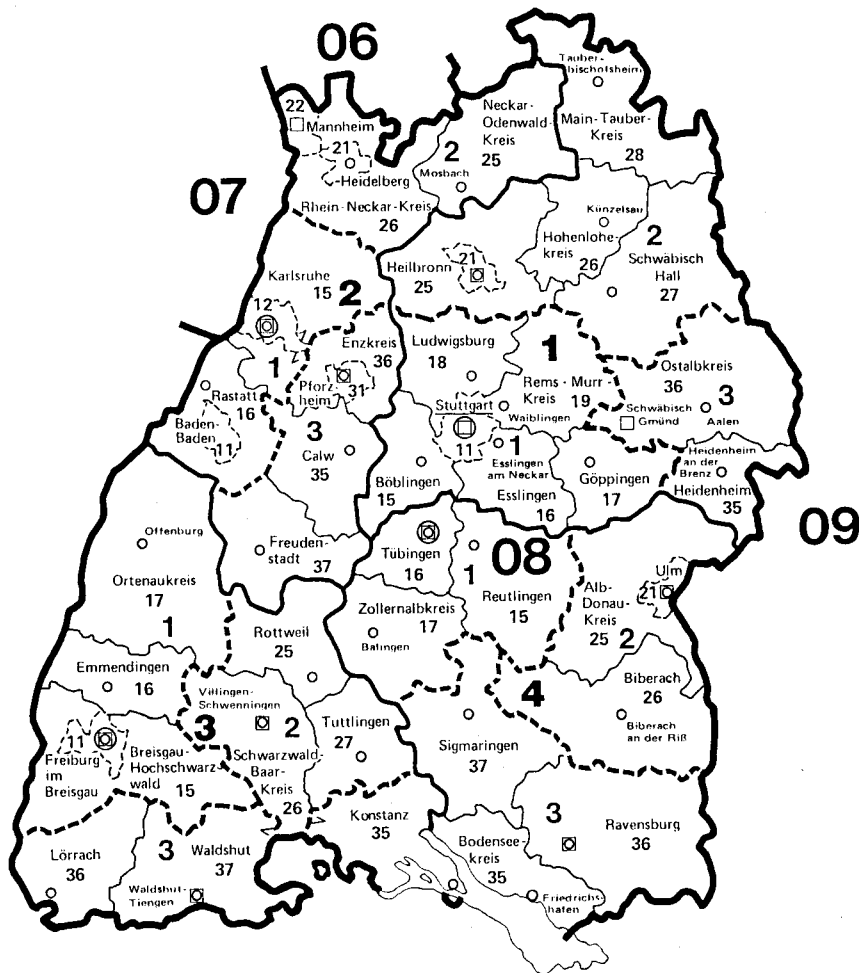 06
Tauber-
bischofsheim
22
Mannheim
Neckar-
Odenwald-
Kreis
25
Main-Tauber-
Kreis
28
21
Heidelberg
2
Mosbach
07
Rhein-Neckar-Kreis
26
Künzelsau
Hohenlohe-
kreis
26
2
Schwäbisch
Hall
27
Karlsruhe
15
2
Heilbronn
25
21
12
Enzkreis
36
Ludwigsburg
18
1
Ostalbkreis
36
3
Aalen
1
Pforz-
heim
31
Rems-Murr-
Kreis
19
Waiblingen
Schwäbisch
Gmünd
Rastatt
16
Baden-
Baden
11
Stuttgart
11
3
Calw
35
1
Esslingen
am Neckar
Esslingen
16
Göppingen
17
Heidenheim
an der
Brenz
Heidenheim
35
Böblingen
15
09
Offenburg
Freuden-
stadt
37
Tübingen
16
08
1
Reutlingen
15
Ulm
21
Alb-
Donau-
Kreis
25
2
Ortenaukreis
17
1
Zollernalbkreis
17
Balingen
Rottweil
25
Emmendingen
16
Biberach
26
Biberach
an der Riß
4
Villingen-
Schwenningen
3
2
Schwarzwald-
Baar-
Kreis
26
Tuttlingen
27
Sigmaringen
37
11
Freiburg
im
Breisgau
Breisgau-
Hochschwarz-
wald
15
Konstanz
35
3
Ravensburg
36
Lörrach
36
3
Waldshut
37
Waldshut-
Tiengen
Bodensee-
kreis
35
Friedrichs-
hafen